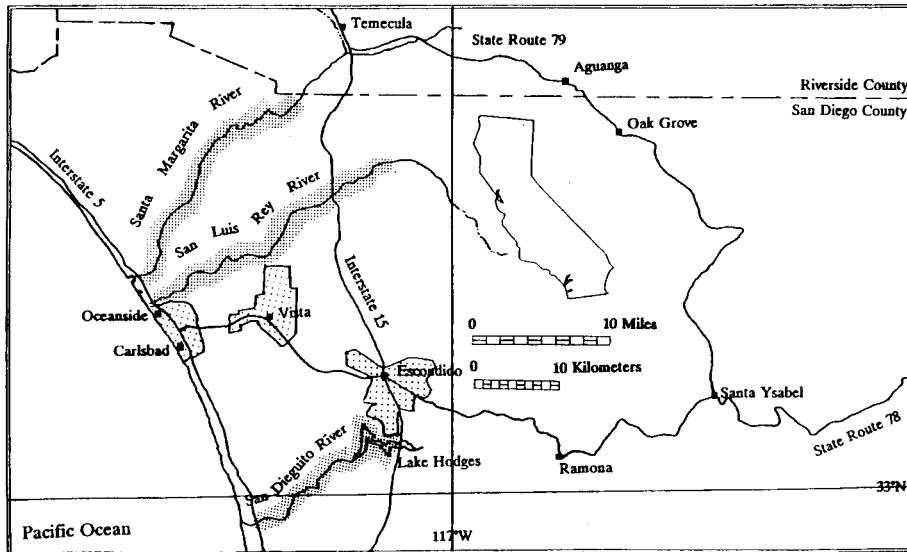 Temecula
State Route 79
Aguanga
Riverside County
San Diego County
Oak Grove
Santa Margarita River
Interstate 5
San Luis Rey River
Interstate 15
0 10 Miles
0 10 Kilometers
Oceanside
Vista
Carlsbad
Escondido
Santa Ysabel
State Route 78
San Dieguito River
Lake Hodges
Ramona
33°N
Pacific Ocean
117°W